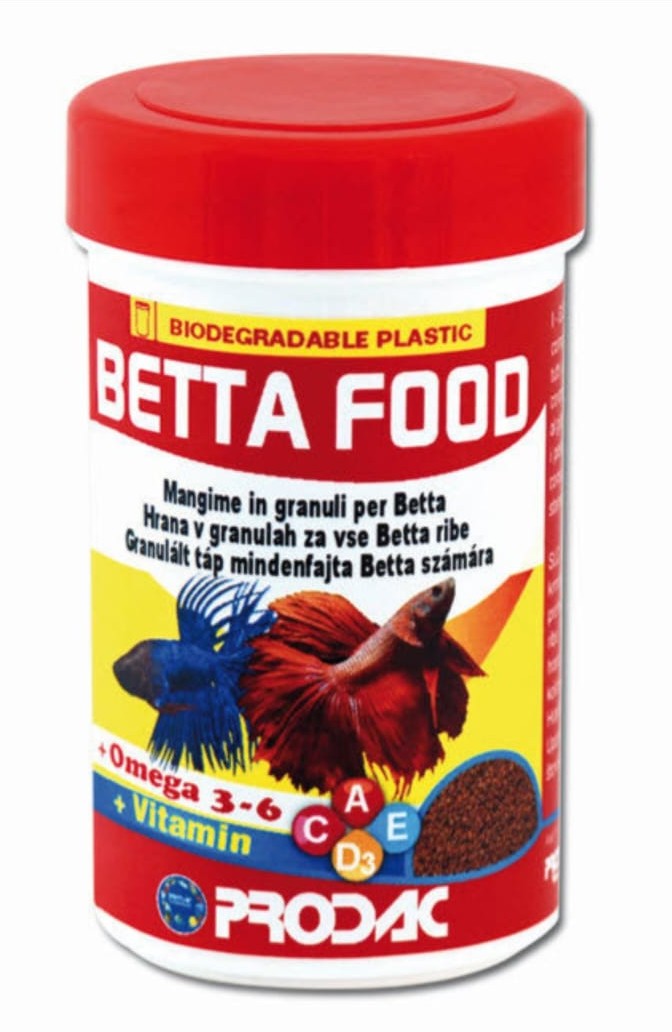 BIODEGRADABLE PLASTIC
BETTA FOOD
Mangime in granuli per Betta
Hrana v granulah za vse Betta ribe
Granulált táp mindenfajta Betta számára
+Omega 3-6
+ Vitamin
A
C E
D3
PRODAC